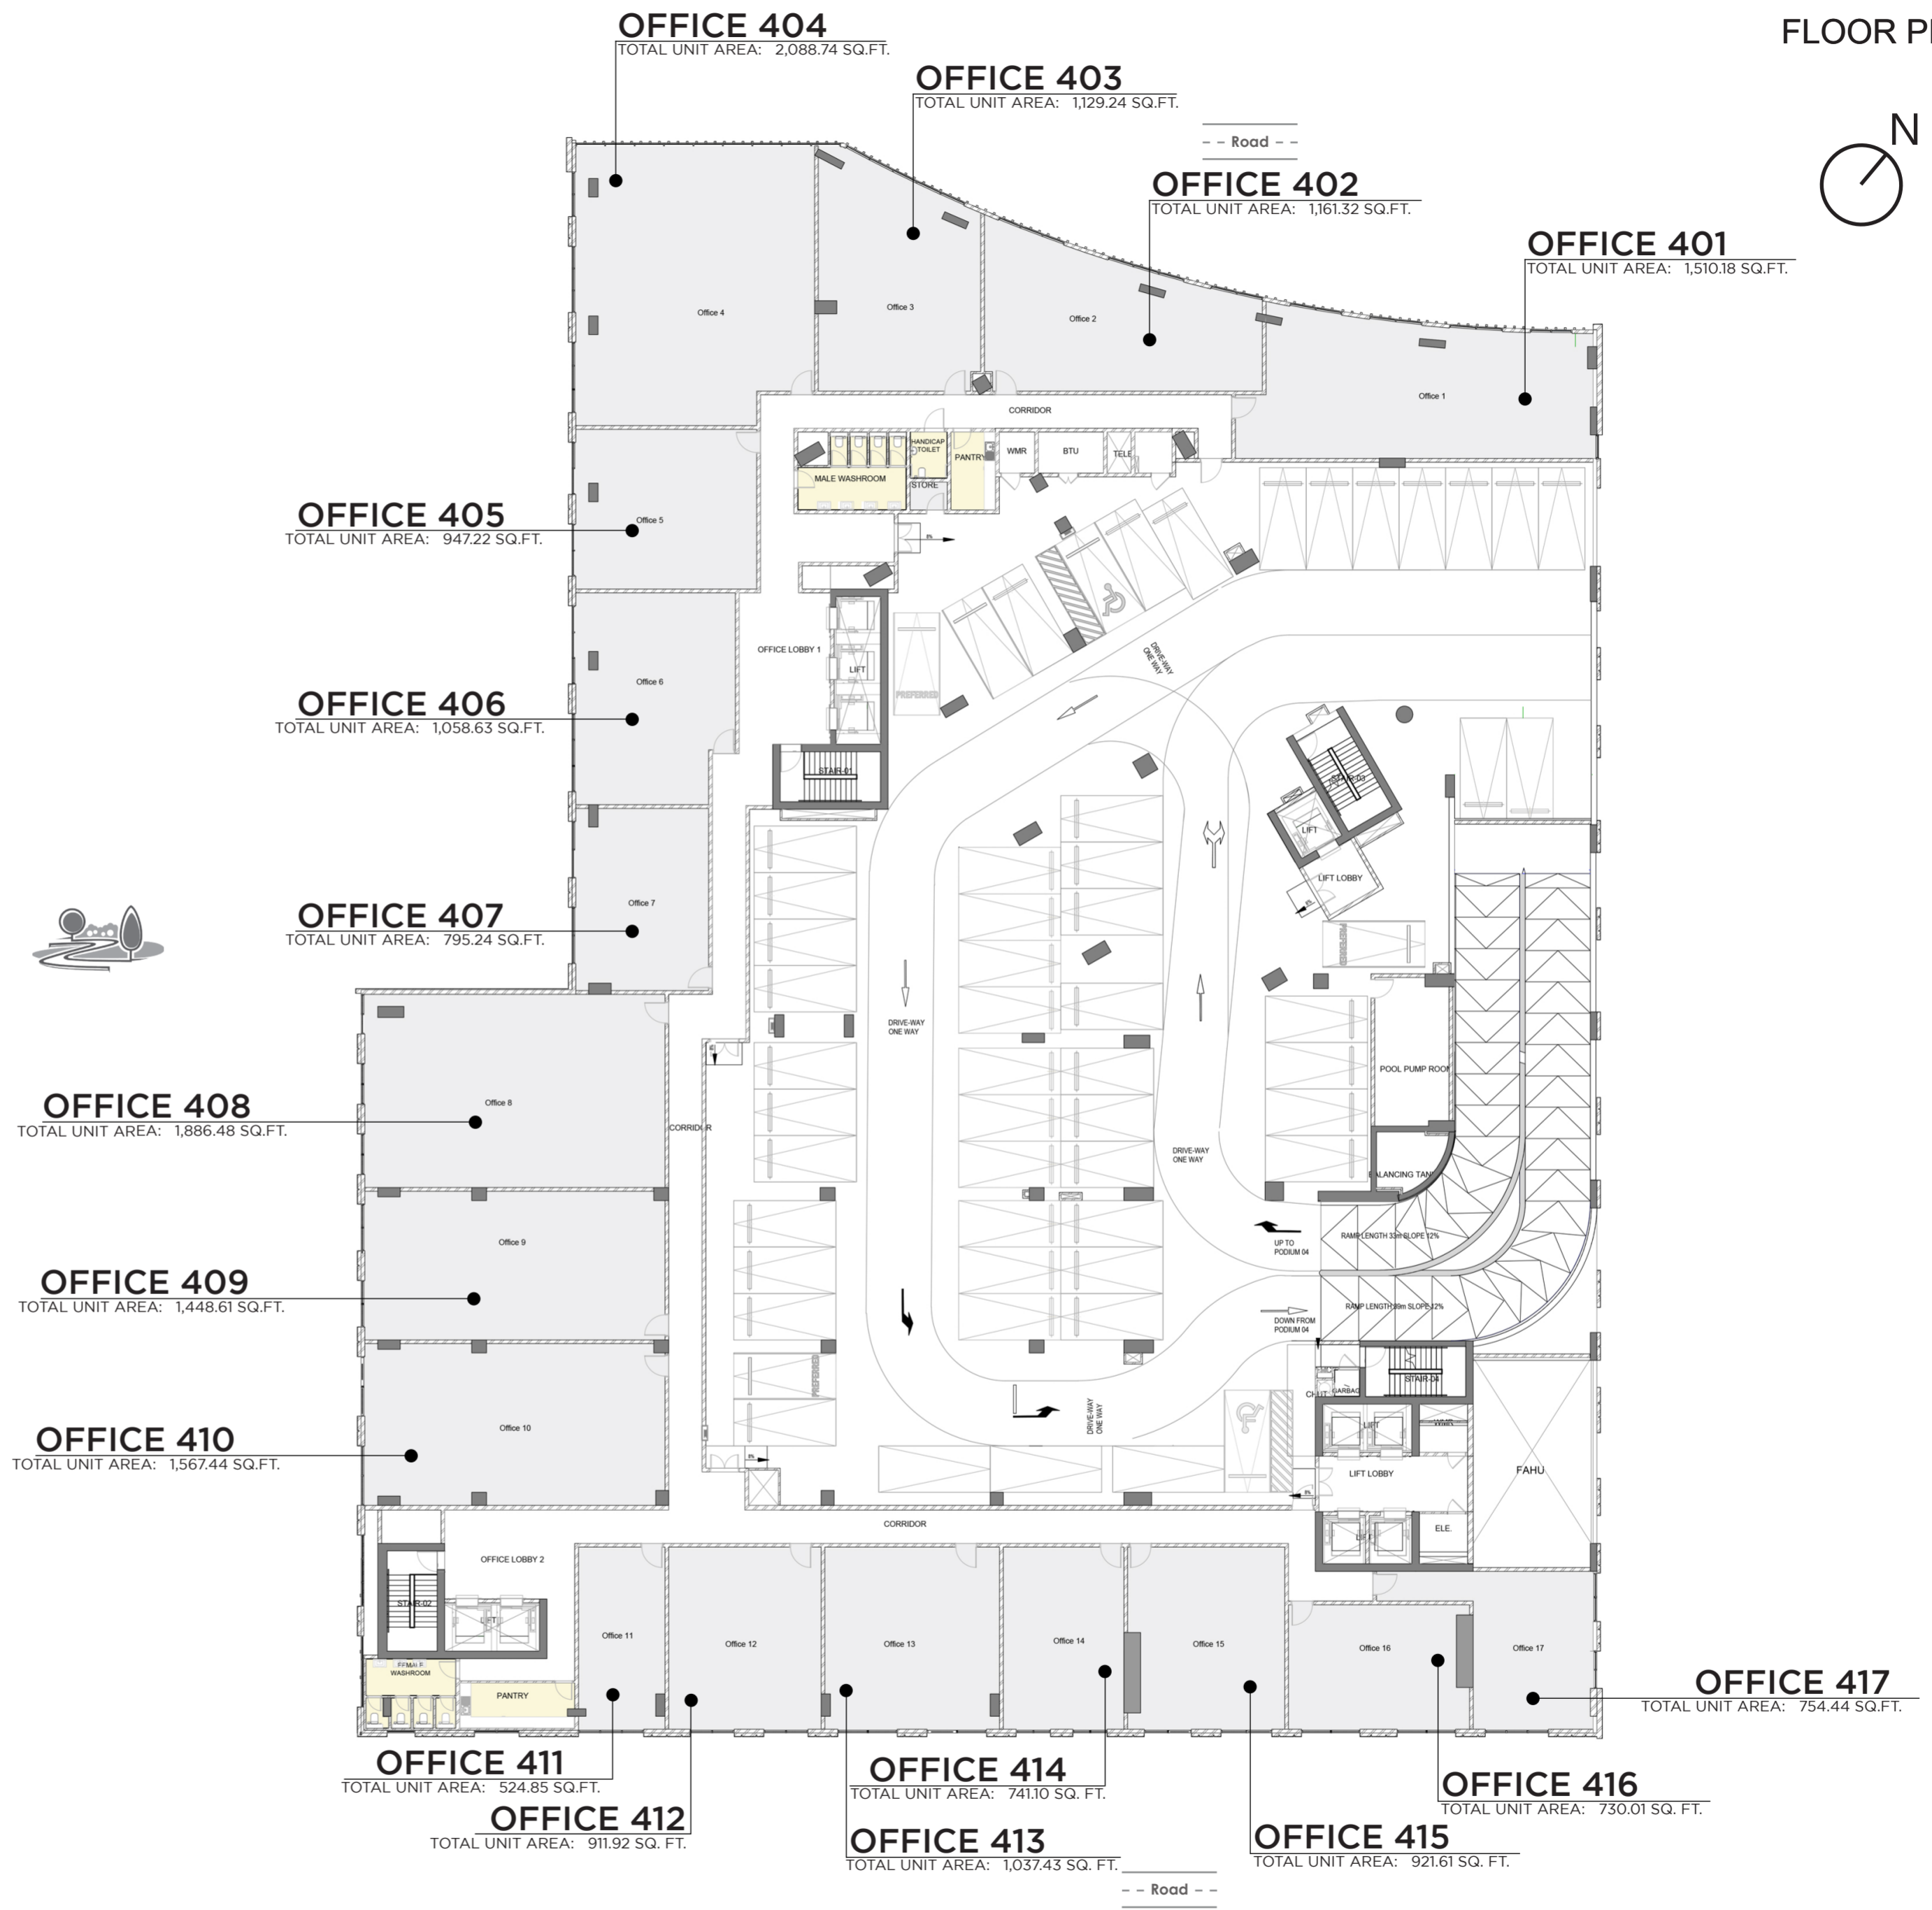 OFFICE 404
TOTAL UNIT AREA: 2,088.74 SQ.FT.
FLOOR
OFFICE 403
TOTAL UNIT AREA: 1,129.24 SQ.FT.
N
Road
OFFICE 402
TOTAL UNIT AREA: 1,161.32 SQ.FT.
OFFICE 401
TOTAL UNIT AREA: 1,510.18 SQ.FT.
Office 4
Office 3
Office 2
Office 1
CORRIDOR
HANDICAP
TOILET
PANTRY
WMR
BTU
TELE
MALE WASHROOM
STORE
OFFICE 405
TOTAL UNIT AREA: 947.22 SQ.FT.
Office 5
OFFICE LOBBY 1
LIFT
DRIVE-WAY
ONE WAY
PREFERRED
Office 6
OFFICE 406
TOTAL UNIT AREA: 1,058.63 SQ.FT.
STAIR-01
STAIR-03
LIFT
LIFT LOBBY
Office 7
OFFICE 407
TOTAL UNIT AREA: 795.24 SQ.FT.
PREFERRED
DRIVE-WAY
ONE WAY
POOL PUMP ROOM
Office 8
OFFICE 408
TOTAL UNIT AREA: 1,886.48 SQ.FT.
CORRIDOR
DRIVE-WAY
ONE WAY
BALANCING TANK
Office 9
UP TO
PODIUM 04
RAMP LENGTH 33m SLOPE 12%
OFFICE 409
TOTAL UNIT AREA: 1,448.61 SQ.FT.
RAMP LENGTH 39m SLOPE 12%
DOWN FROM
PODIUM 04
PREFERRED
STAIR-04
GARBAG
DRIVE-WAY
ONE WAY
Office 10
OFFICE 410
TOTAL UNIT AREA: 1,567.44 SQ.FT.
LIFT
LIFT LOBBY
FAHU
CORRIDOR
LIFT
ELE.
OFFICE LOBBY 2
STAIR-02
LIFT
Office 11
Office 12
Office 13
Office 14
Office 15
Office 16
Office 17
FEMALE
WASHROOM
PANTRY
OFFICE 417
TOTAL UNIT AREA: 754.44 SQ.FT.
OFFICE 411
TOTAL UNIT AREA: 524.85 SQ.FT.
OFFICE 414
TOTAL UNIT AREA: 741.10 SQ. FT.
OFFICE 416
TOTAL UNIT AREA: 730.01 SQ. FT.
OFFICE 412
TOTAL UNIT AREA: 911.92 SQ. FT.
OFFICE 413
TOTAL UNIT AREA: 1,037.43 SQ. FT.
OFFICE 415
TOTAL UNIT AREA: 921.61 SQ. FT.
Road